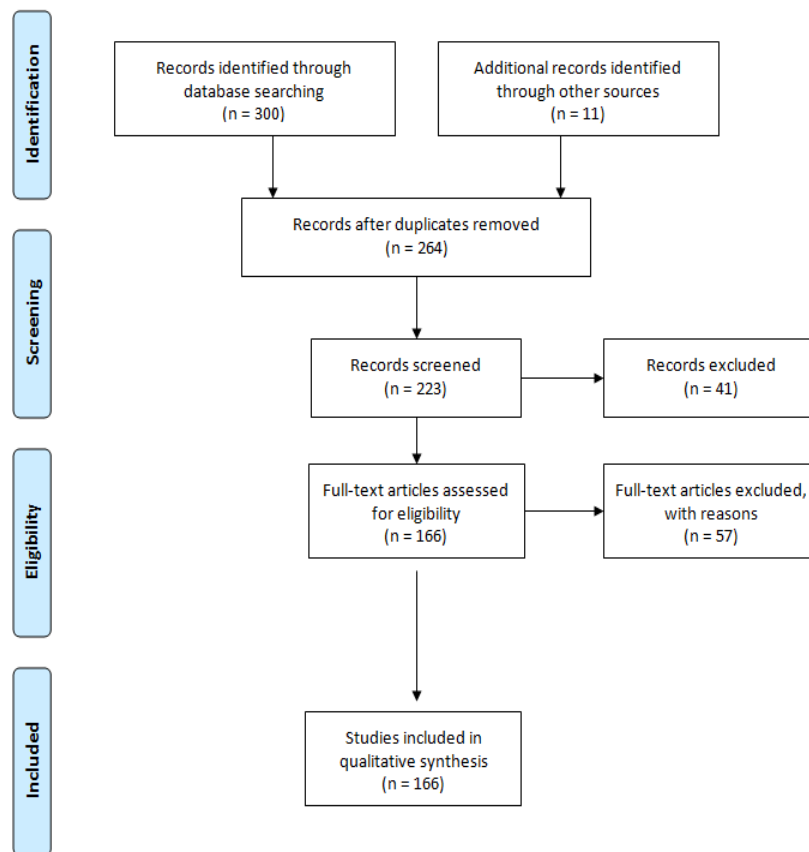 Identification
Records identified through
database searching
(n = 300)
Additional records identified
through other sources
(n = 11)
Records after duplicates removed
(n = 264)
Screening
Records screened
(n = 223)
Records excluded
(n = 41)
Eligibility
Full-text articles assessed
for eligibility
(n = 166)
Full-text articles excluded,
with reasons
(n = 57)
Included
Studies included in
qualitative synthesis
(n = 166)